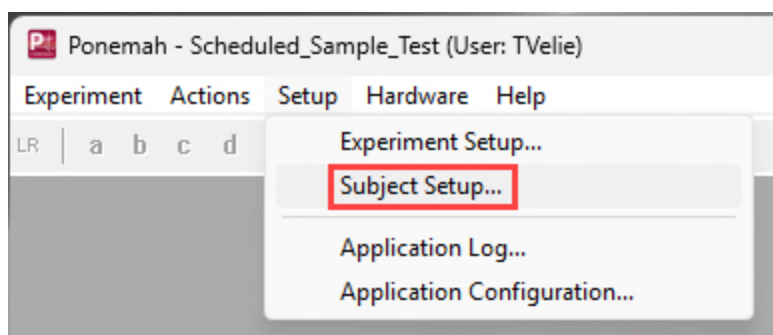 Ponemah - Scheduled_Sample_Test (User: TVelie)
Experiment Actions Setup Hardware Help
LR a b c d
Experiment Setup...
Subject Setup...
Application Log...
Application Configuration...